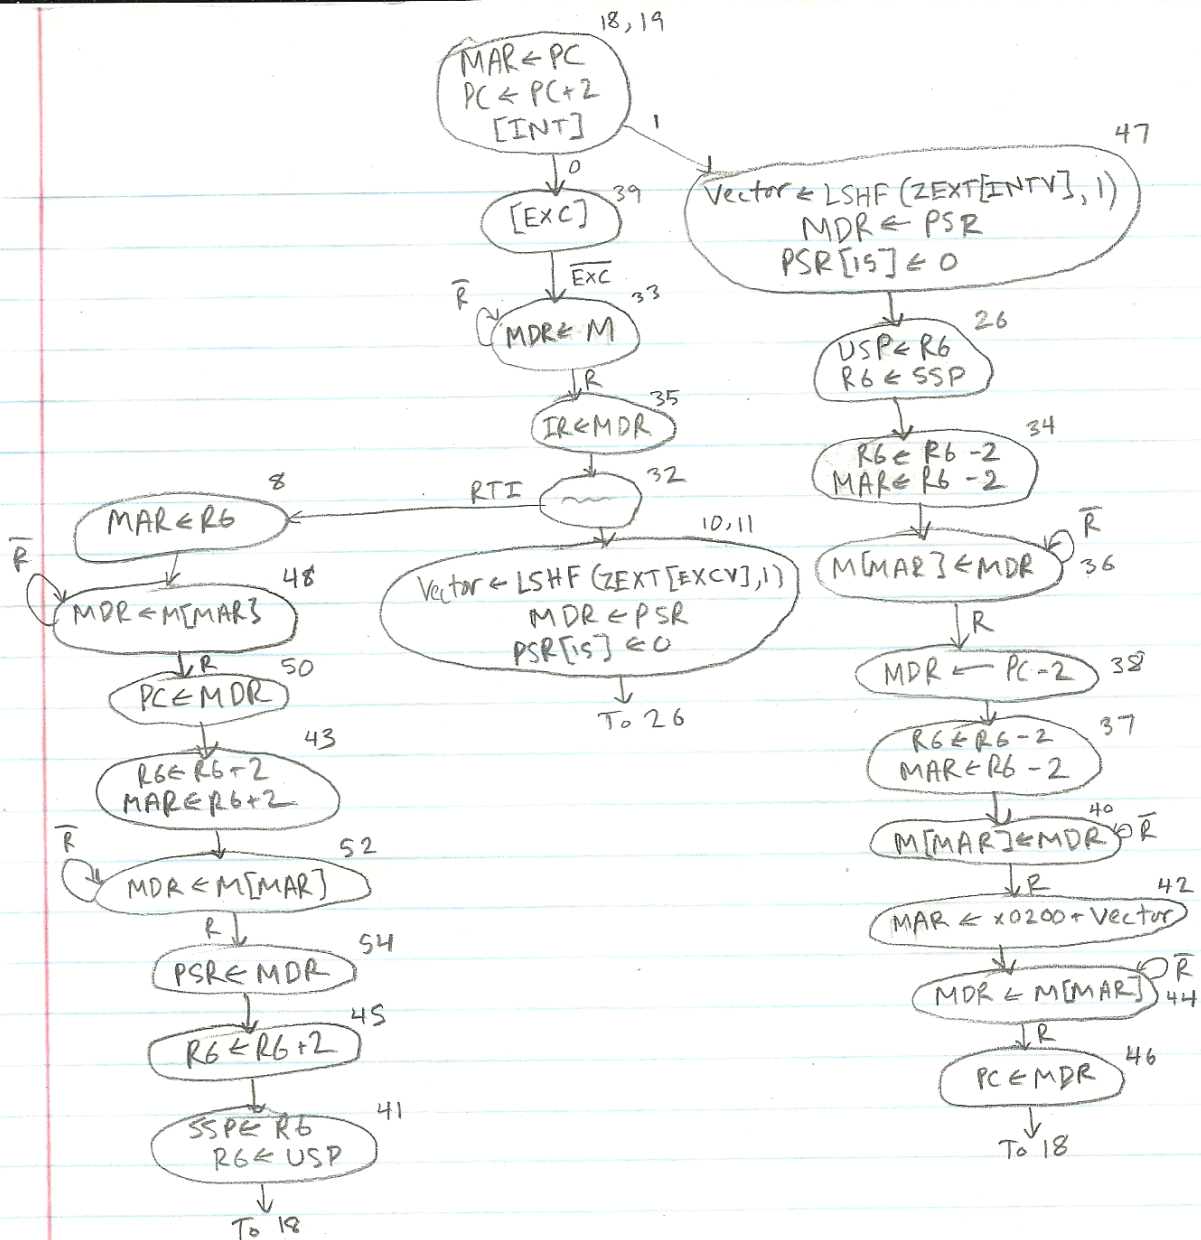 18, 19
MAR ← PC
PC ← PC+2
[INT]
1
0
47
Vector ← LSHF (ZEXT[INTV], 1)
MDR ← PSR
PSR[15] ← 0
39
[EXC]
E̅X̅C̅
33
R̅
MDR ← M
R
26
USP ← R6
R6 ← SSP
35
IR ← MDR
34
R6 ← R6 -2
MAR ← R6 -2
32
RTI
8
MAR ← R6
10, 11
Vector ← LSHF (ZEXT[EXCV], 1)
MDR ← PSR
PSR[15] ← 0
To 26
R̅
36
M[MAR] ← MDR
R
R̅
48
MDR ← M[MAR]
R
50
PC ← MDR
38
MDR ← PC-2
37
R6 ← R6-2
MAR ← R6-2
43
R6 ← R6+2
MAR ← R6+2
40
M[MAR] ← MDR
R̅
R
R̅
52
MDR ← M[MAR]
R
42
MAR ← x0200 + Vector
54
PSR ← MDR
R̅
44
MDR ← M[MAR]
R
45
R6 ← R6+2
46
PC ← MDR
To 18
41
SSP ← R6
R6 ← USP
To 18